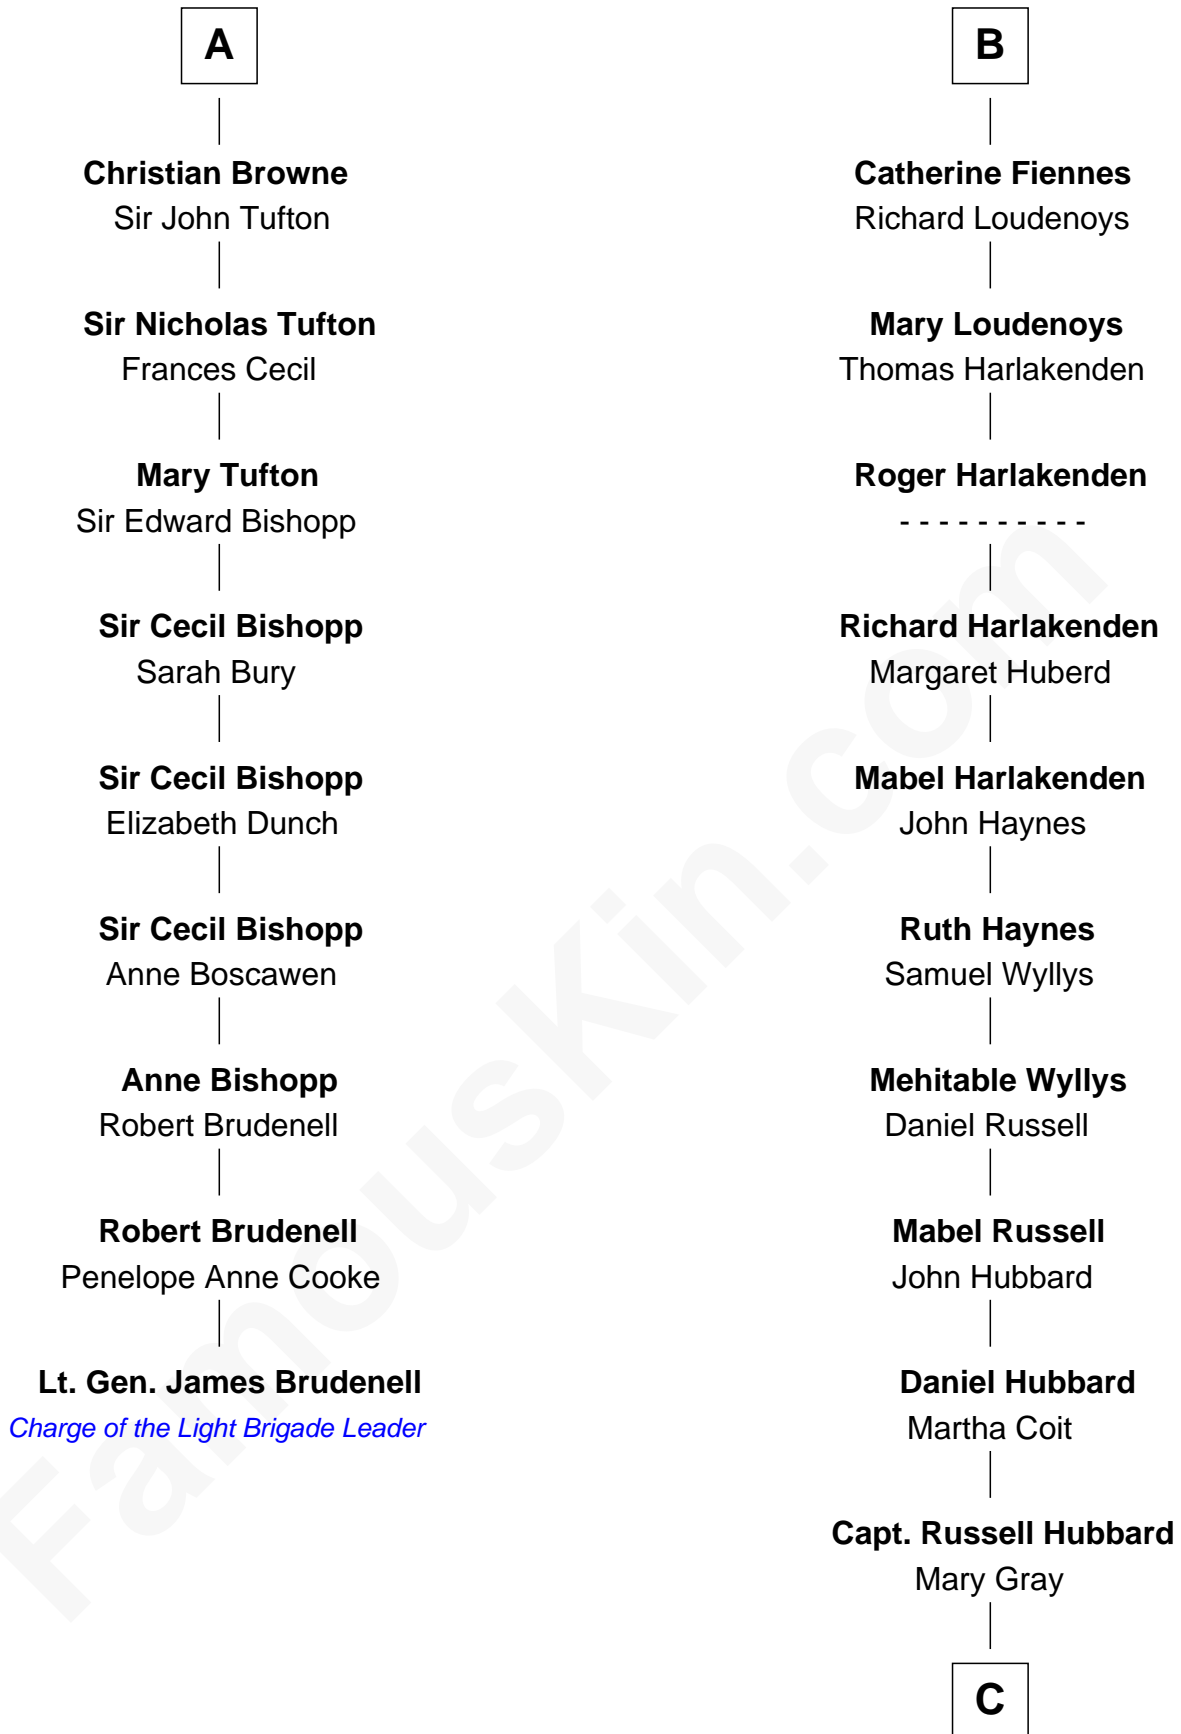 A
Christian Browne
Sir John Tufton
Sir Nicholas Tufton
Frances Cecil
Mary Tufton
Sir Edward Bishopp
Sir Cecil Bishopp
Sarah Bury
Sir Cecil Bishopp
Elizabeth Dunch
Sir Cecil Bishopp
Anne Boscawen
Anne Bishopp
Robert Brudenell
Robert Brudenell
Penelope Anne Cooke
Lt. Gen. James Brudenell
Charge of the Light Brigade Leader
B
Catherine Fiennes
Richard Loudenoys
Mary Loudenoys
Thomas Harlakenden
Roger Harlakenden
- - - - - - - - - -
Richard Harlakenden
Margaret Huberd
Mabel Harlakenden
John Haynes
Ruth Haynes
Samuel Wyllys
Mehitable Wyllys
Daniel Russell
Mabel Russell
John Hubbard
Daniel Hubbard
Martha Coit
Capt. Russell Hubbard
Mary Gray
C
FamousKin.com